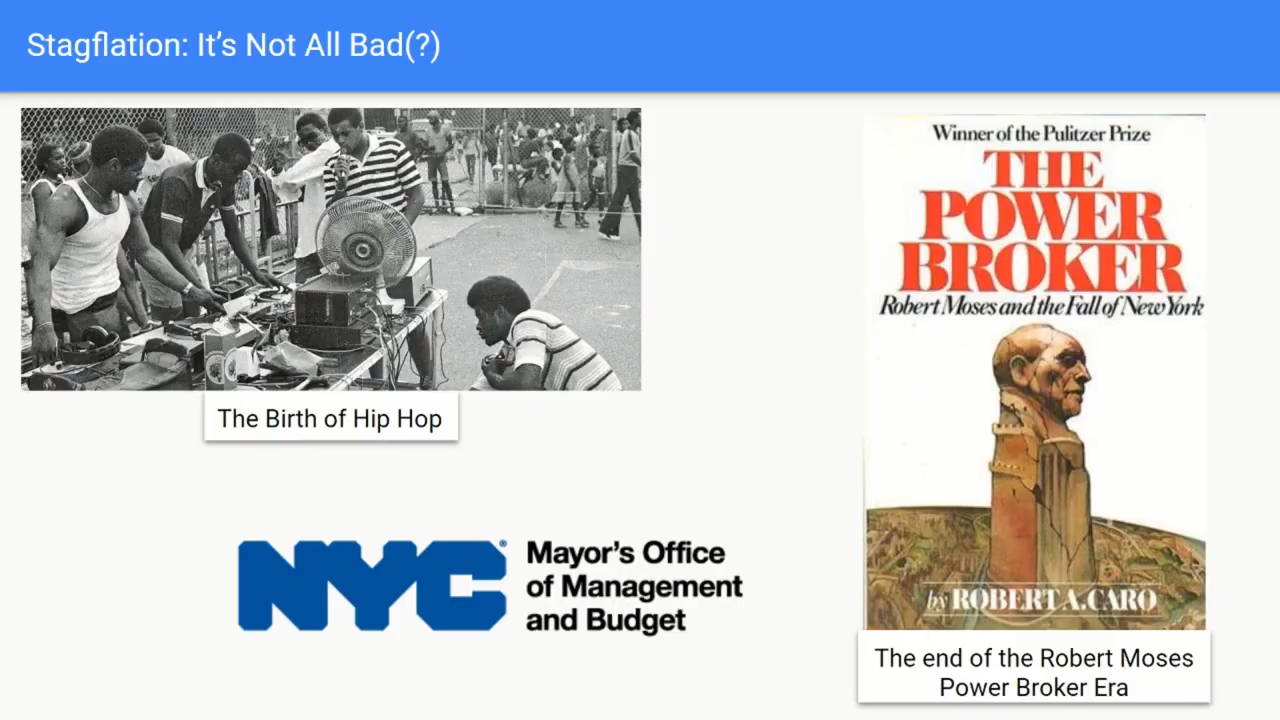 Stagflation: It's Not All Bad(?)
The Birth of Hip Hop
NYC®
Mayor's Office
of Management
and Budget
Winner of the Pulitzer Prize
THE
POWER
BROKER
Robert Moses and the Fall of New York
by ROBERT A. CARO
The end of the Robert Moses
Power Broker Era